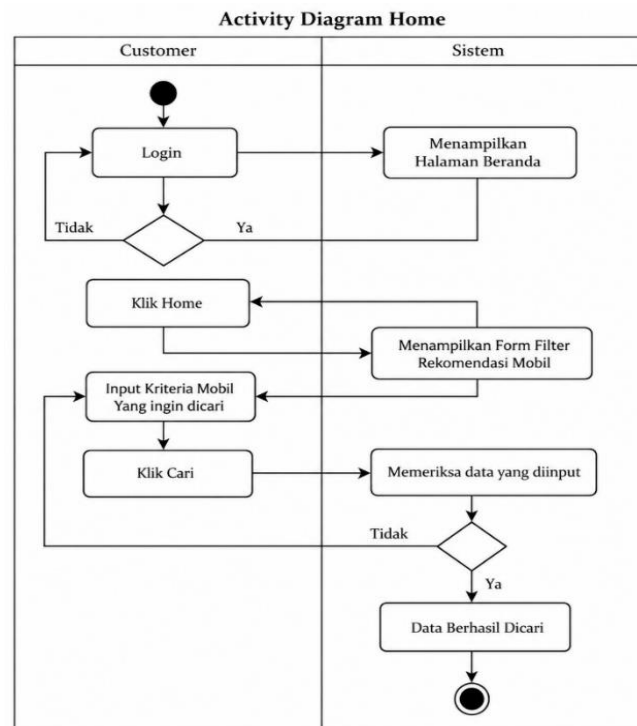 Activity Diagram Home
Customer
Sistem
Login
Menampilkan
Halaman Beranda
Tidak
Ya
Klik Home
Menampilkan Form Filter
Rekomendasi Mobil
Input Kriteria Mobil
Yang ingin dicari
Klik Cari
Memeriksa data yang diinput
Tidak
Ya
Data Berhasil Dicari